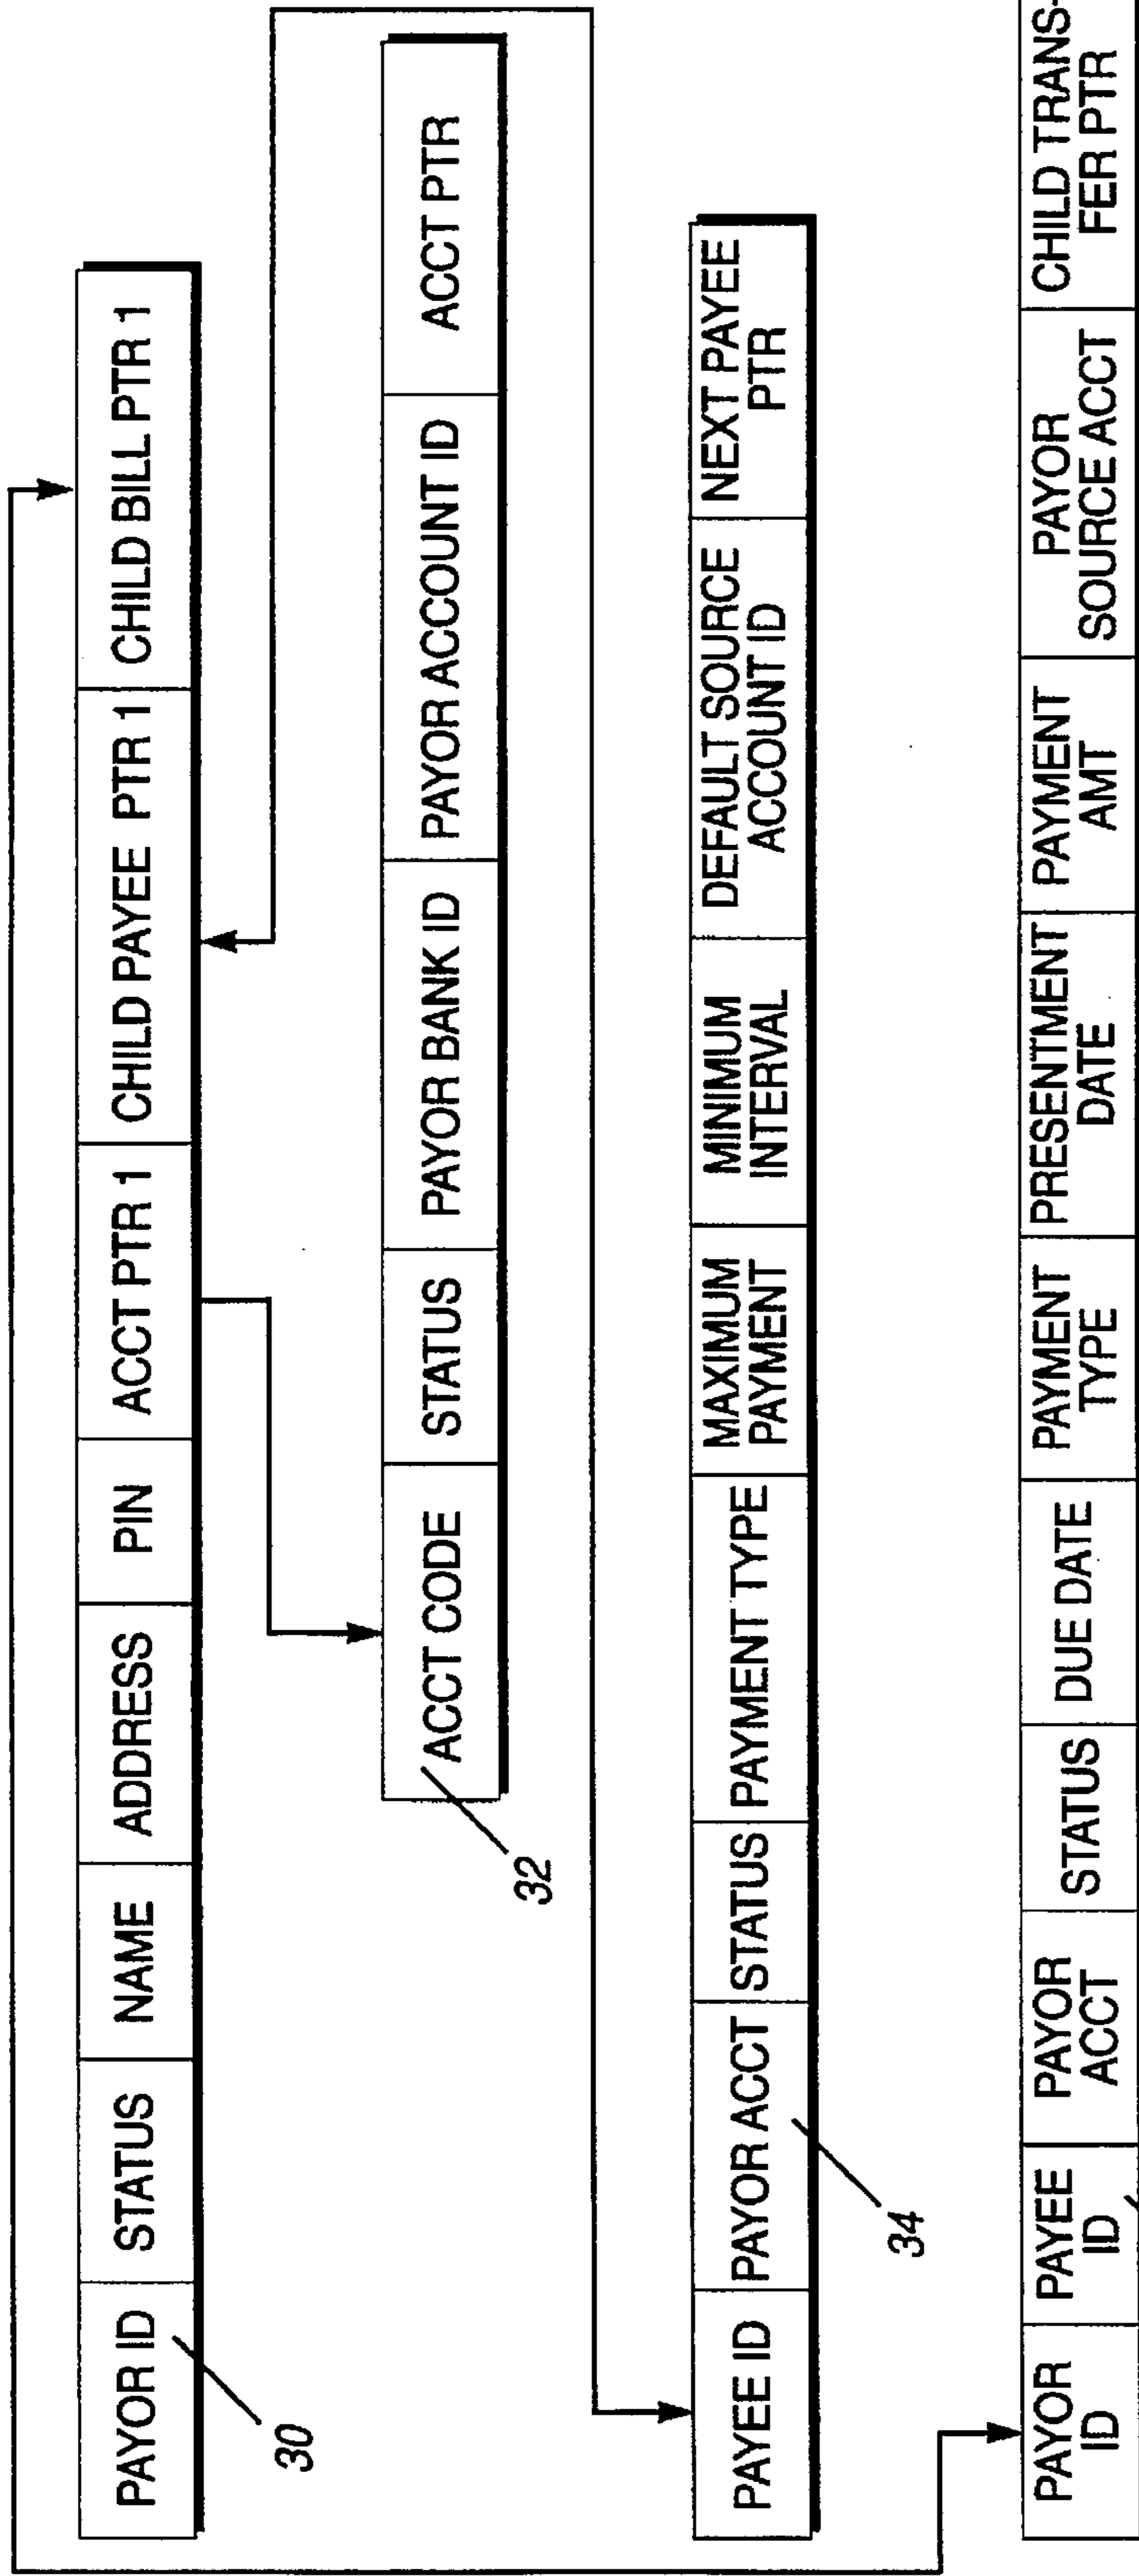 PAYOR ID STATUS NAME ADDRESS PIN ACCT PTR 1 CHILD PAYEE PTR 1 CHILD BILL PTR 1
30
ACCT CODE STATUS PAYOR BANK ID PAYOR ACCOUNT ID ACCT PTR
32
PAYEE ID
PAYOR ACCT
STATUS
PAYMENT TYPE
MAXIMUM
PAYMENT
MINIMUM
INTERVAL
DEFAULT SOURCE
ACCOUNT ID
NEXT PAYEE
PTR
34
PAYOR
ID
PAYEE
ID
PAYOR
ACCT
STATUS
DUE DATE
PAYMENT
TYPE
PRESENTMENT
DATE
PAYMENT
AMT
PAYOR
SOURCE ACCT
CHILD TRANS-
FER PTR